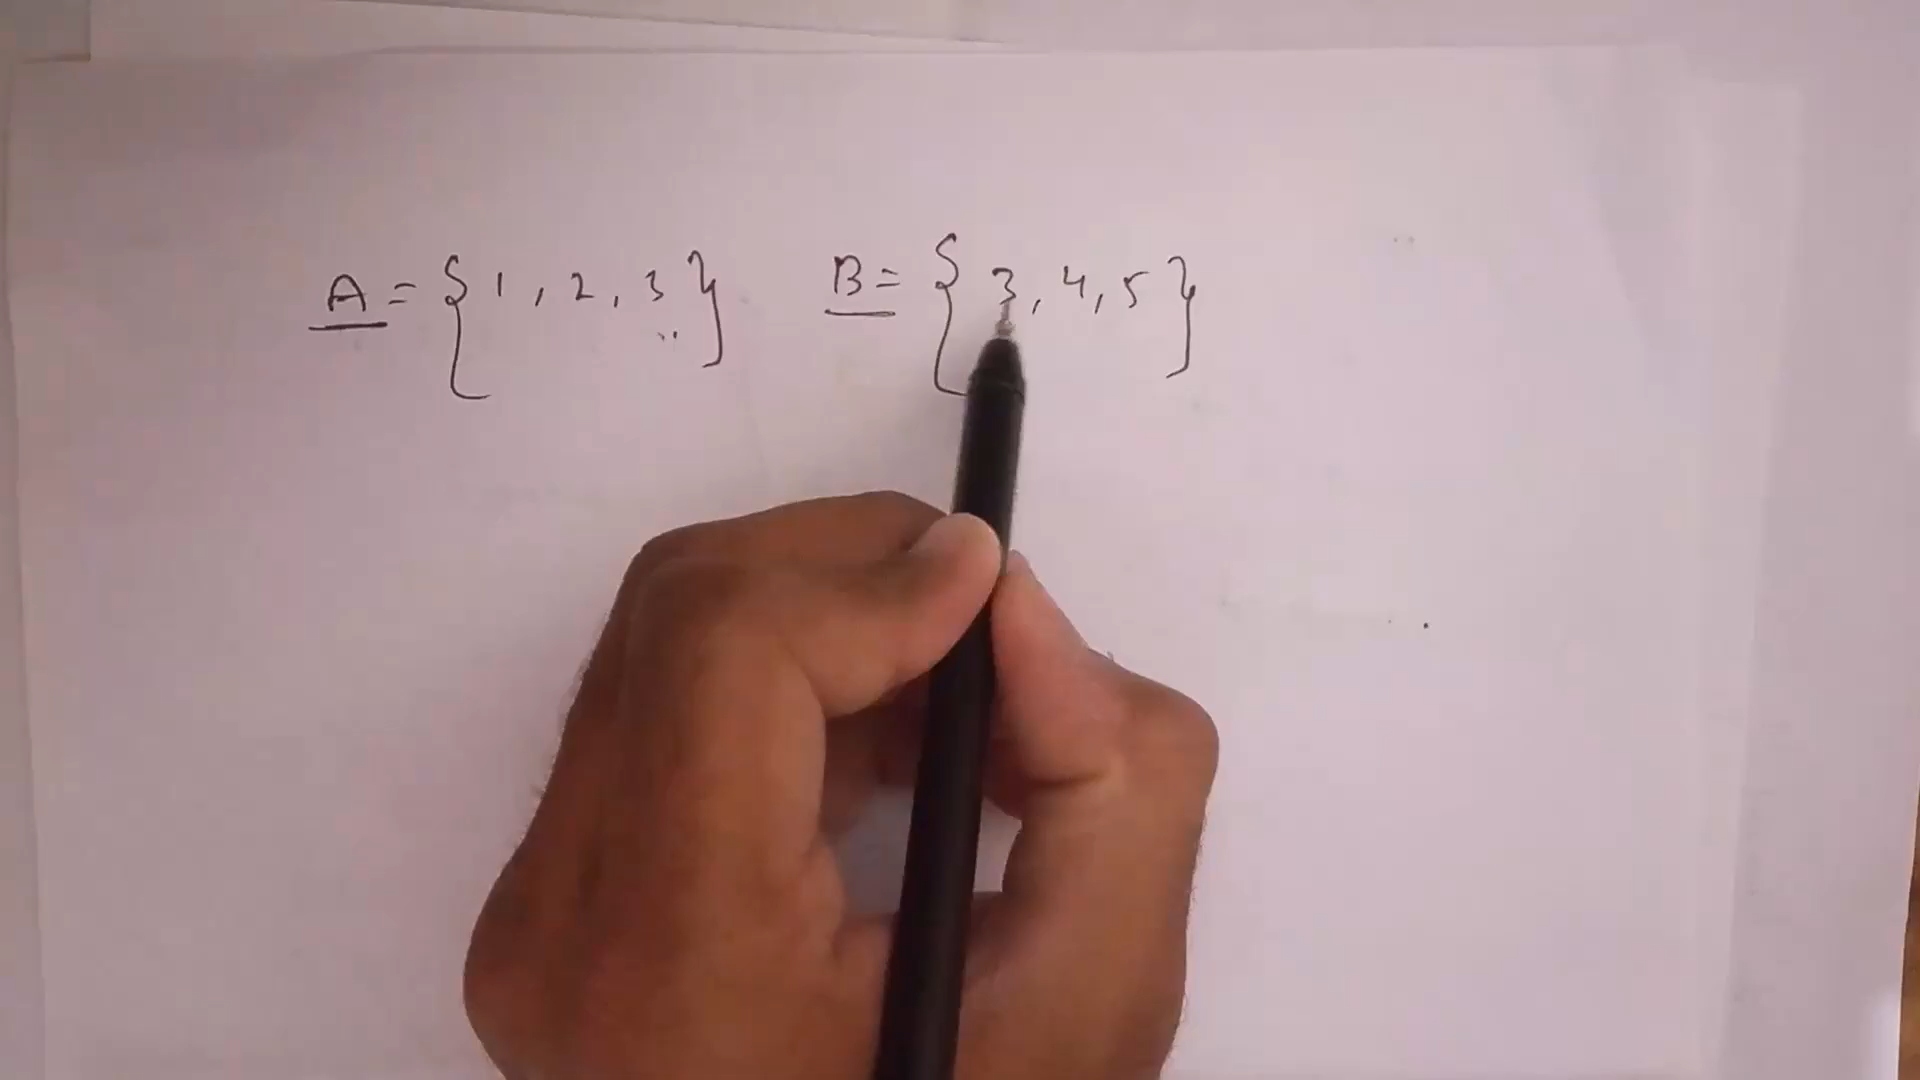 A = { 1 , 2 , 3 } B = { 3 , 4 , 5 }